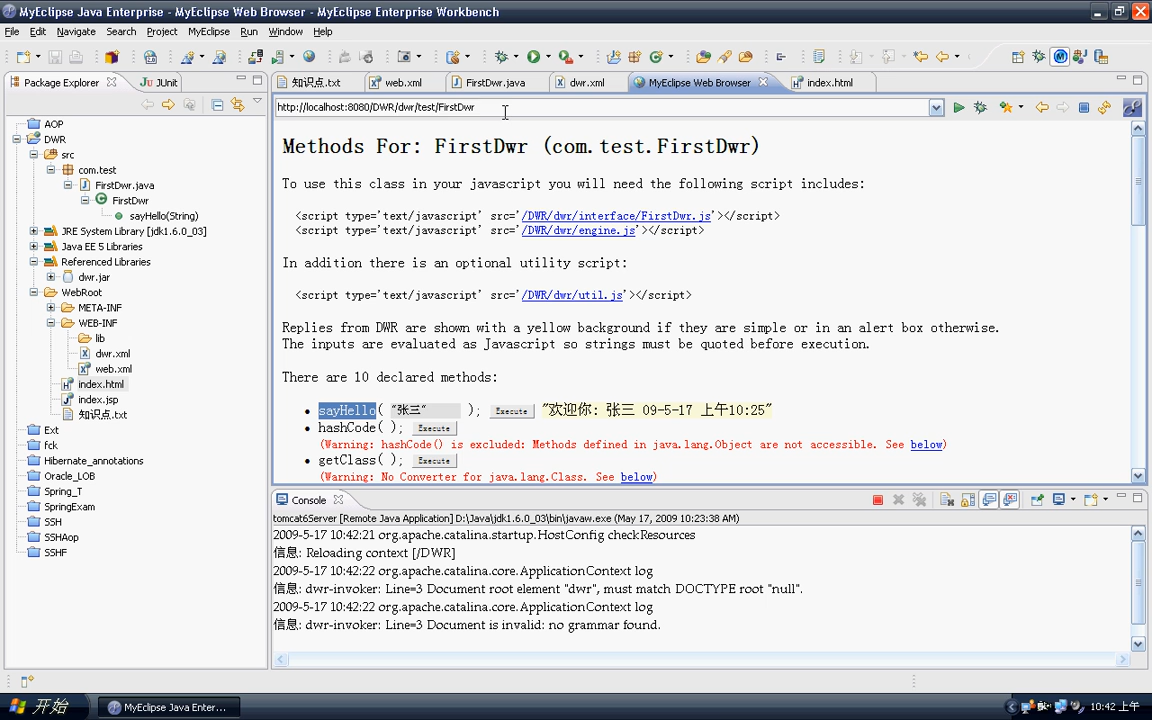 MyEclipse Java Enterprise - MyEclipse Web Browser - MyEclipse Enterprise Workbench
File Edit Navigate Search Project MyEclipse Run Window Help
Package Explorer JUnit
知识点.txt web.xml FirstDwr.java dwr.xml MyEclipse Web Browser index.html
http://localhost:8080/DWR/dwr/test/FirstDwr
AOP
DWR
src
com.test
FirstDwr.java
FirstDwr
sayHello(String)
JRE System Library [jdk1.6.0_03]
Java EE 5 Libraries
Referenced Libraries
dwr.jar
WebRoot
META-INF
WEB-INF
lib
dwr.xml
web.xml
index.html
index.jsp
知识点.txt
Ext
fck
Hibernate_annotations
Oracle_LOB
Spring_T
SpringExam
SSH
SSHAop
SSHF
Methods For: FirstDwr (com.test.FirstDwr)
To use this class in your javascript you will need the following script includes:
<script type='text/javascript' src='/DWR/dwr/interface/FirstDwr.js'></script>
<script type='text/javascript' src='/DWR/dwr/engine.js'></script>
In addition there is an optional utility script:
<script type='text/javascript' src='/DWR/dwr/util.js'></script>
Replies from DWR are shown with a yellow background if they are simple or in an alert box otherwise.
The inputs are evaluated as Javascript so strings must be quoted before execution.
There are 10 declared methods:
sayHello( "张三" ); Execute "欢迎你: 张三 09-5-17 上午10:25"
hashCode( ); Execute
(Warning: hashCode() is excluded: Methods defined in java.lang.Object are not accessible. See below)
getClass( ); Execute
(Warning: No Converter for java.lang.Class. See below)
Console
tomcat6Server [Remote Java Application] D:\Java\jdk1.6.0_03\bin\javaw.exe (May 17, 2009 10:23:38 AM)
2009-5-17 10:42:21 org.apache.catalina.startup.HostConfig checkResources
信息: Reloading context [/DWR]
2009-5-17 10:42:22 org.apache.catalina.core.ApplicationContext log
信息: dwr-invoker: Line=3 Document root element "dwr", must match DOCTYPE root "null".
2009-5-17 10:42:22 org.apache.catalina.core.ApplicationContext log
信息: dwr-invoker: Line=3 Document is invalid: no grammar found.
开始 MyEclipse Java Enter... 10:42 上午